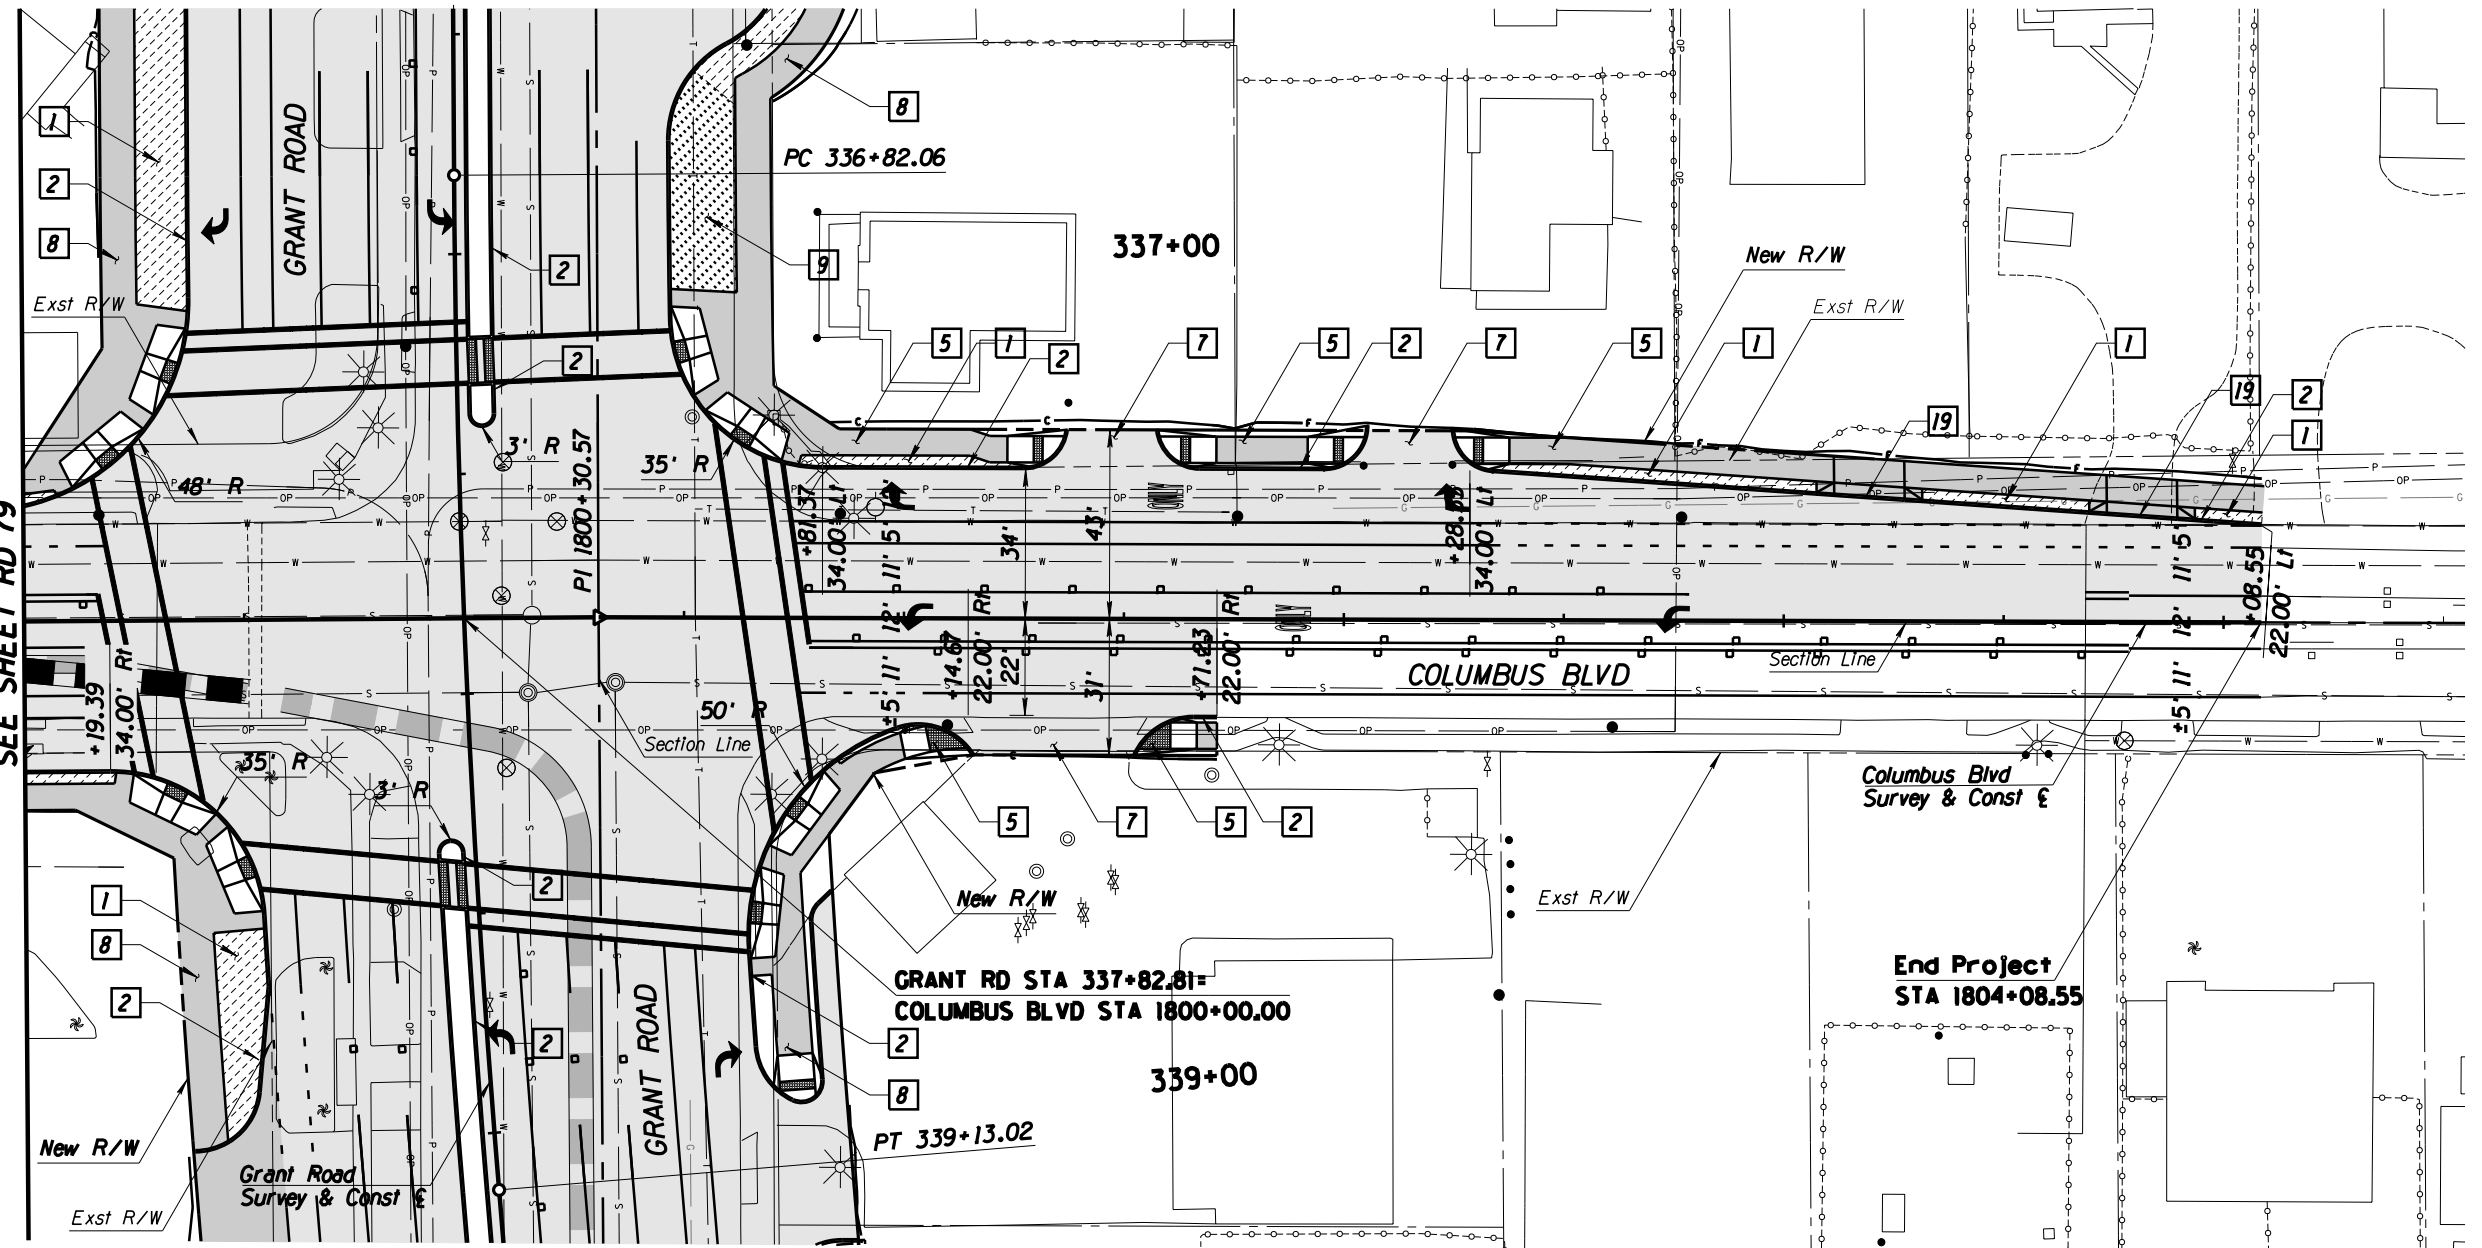 GRANT ROAD
1
2
8
8
PC 336+82.06
9
2
337+00
New R/W
Exst R/W
Exst R/W
5
1
2
7
5
2
7
5
1
1
19
19
2
1
2
3' R
35' R
48' R
SEE SHEET RD 79
PI 1800+30.57
+81.37
34.00' Lt
5'
11'
12'
34'
43'
+28.55
34.00' Lt
5'
11'
12'
11'
±5'
+08.55
22.00' Lt
+19.39
34.00' Rt
±5'
11'
+14.67
22.00' Rt
22'
31'
+71.23
22.00' Rt
ONLY
ONLY
COLUMBUS BLVD
Section Line
Section Line
50' R
35' R
3' R
5
7
5
2
Columbus Blvd
Survey & Const ℄
New R/W
Exst R/W
1
8
2
2
2
GRANT ROAD
GRANT RD STA 337+82.81=
COLUMBUS BLVD STA 1800+00.00
End Project
STA 1804+08.55
2
339+00
8
PT 339+13.02
New R/W
Grant Road
Survey & Const ℄
Exst R/W